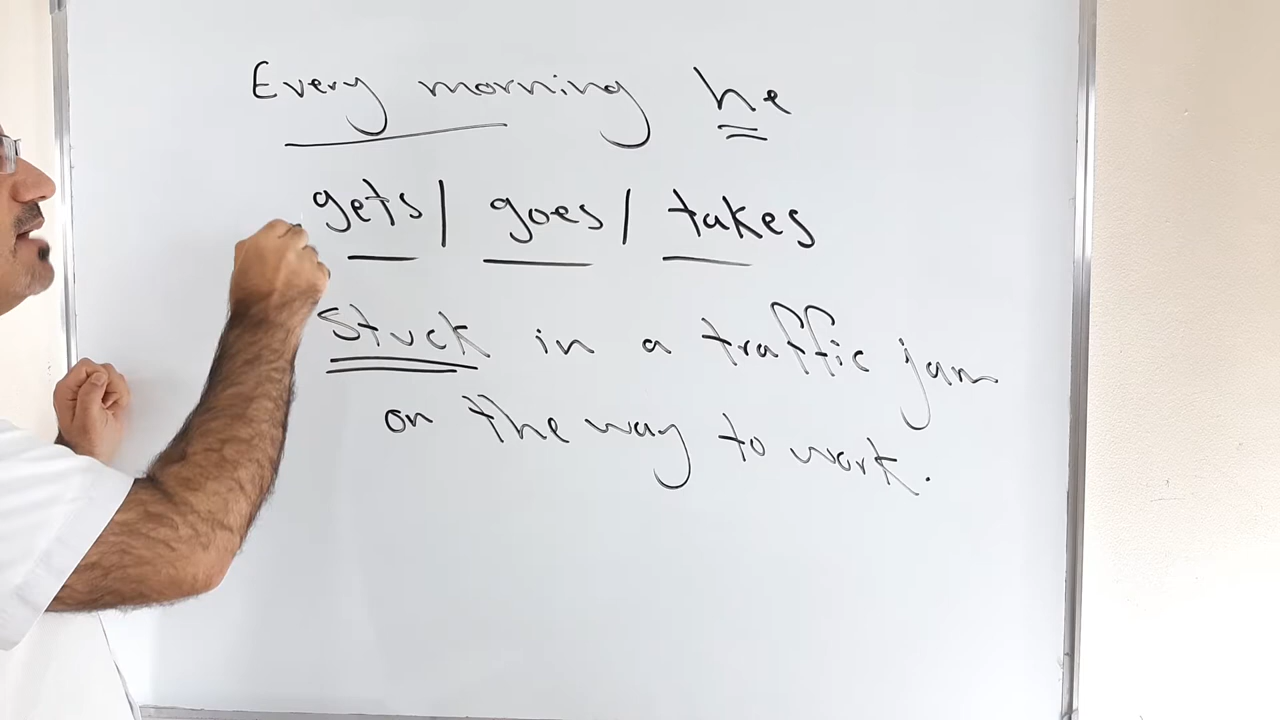 Every morning he
gets/ goes/ takes
stuck in a traffic jam
on the way to work.